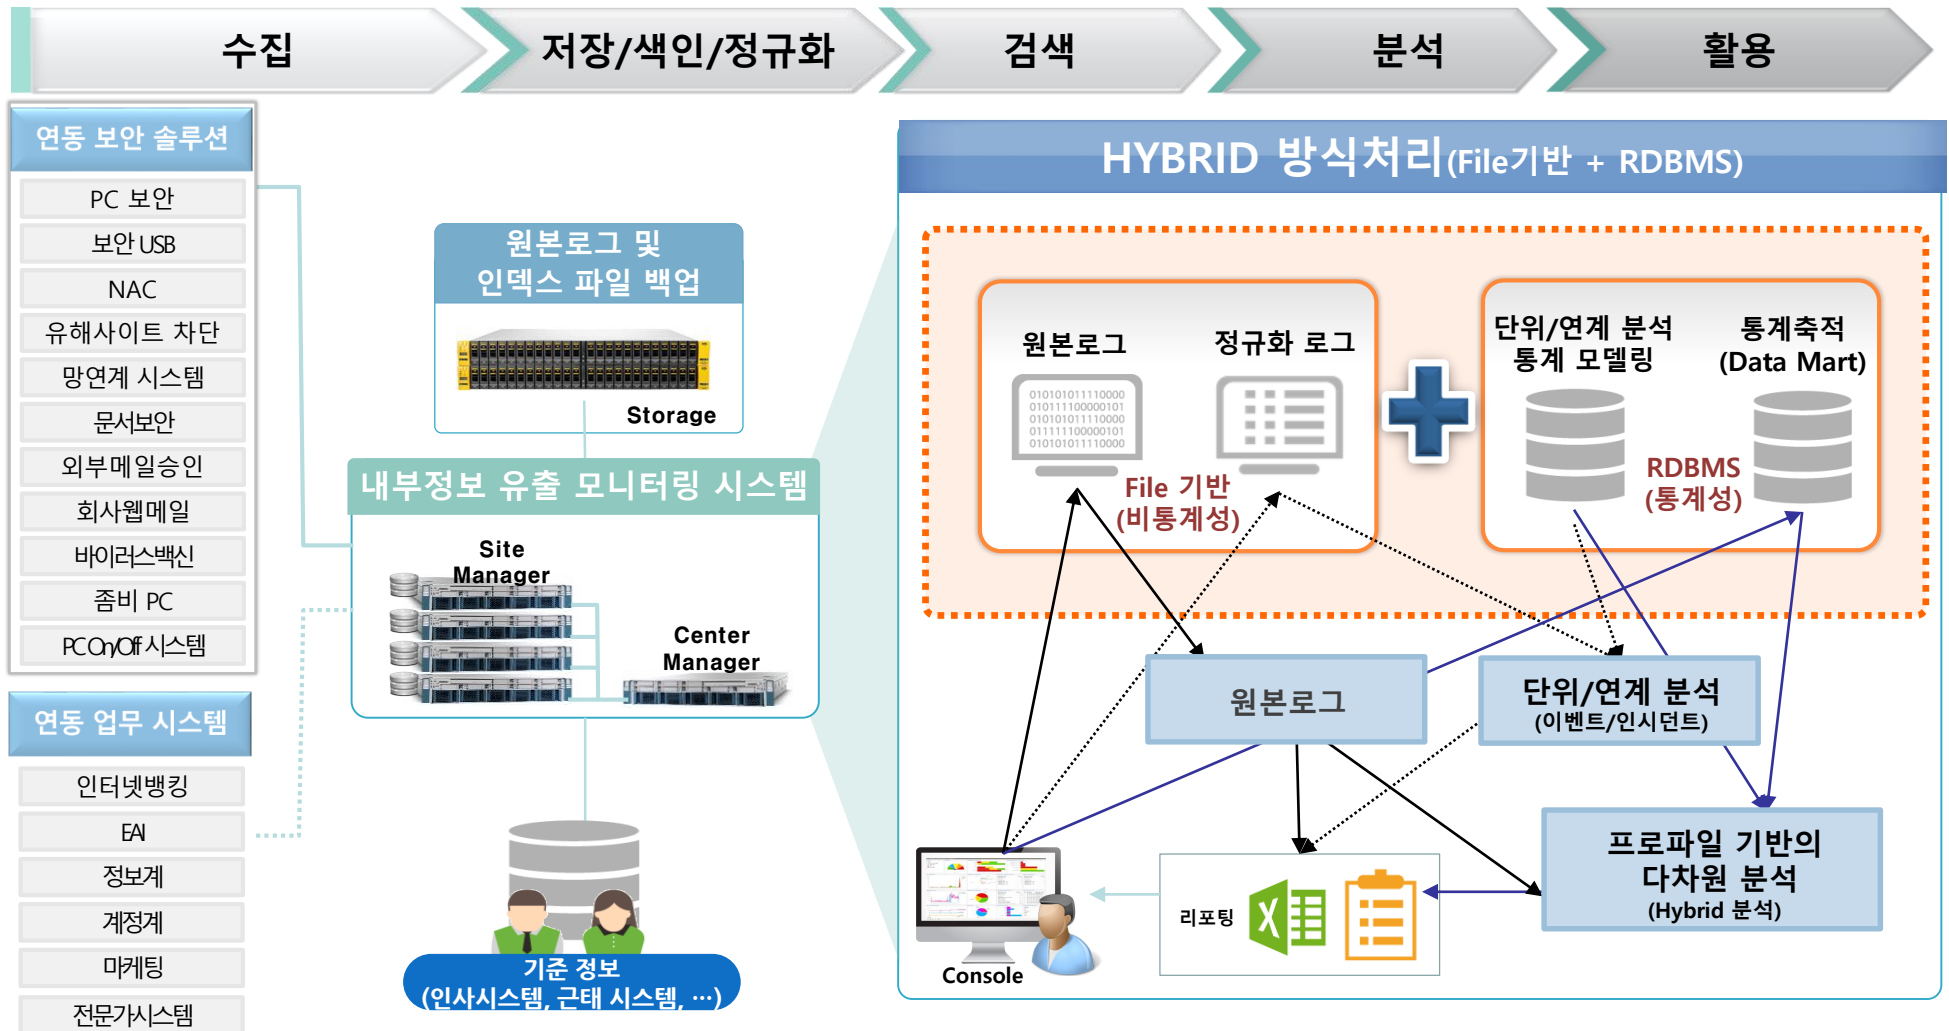 수집
저장/색인/정규화
검색
분석
활용
연동 보안 솔루션
PC 보안
보안 USB
NAC
유해사이트 차단
망연계 시스템
문서보안
외부메일승인
회사웹메일
바이러스백신
좀비 PC
PC On/Off 시스템
연동 업무 시스템
인터넷뱅킹
EAI
정보계
계정계
마케팅
전문가시스템
원본로그 및
인덱스 파일 백업
Storage
내부정보 유출 모니터링 시스템
Site
Manager
Center
Manager
기준 정보
(인사시스템, 근태 시스템, …)
HYBRID 방식처리(File기반 + RDBMS)
원본로그
정규화 로그
010101011110000
010111100000101
010101011110000
011111100000101
010101011110000
File 기반
(비통계성)
단위/연계 분석
통계 모델링
통계축적
(Data Mart)
RDBMS
(통계성)
원본로그
단위/연계 분석
(이벤트/인시던트)
프로파일 기반의
다차원 분석
(Hybrid 분석)
리포팅
X
Console